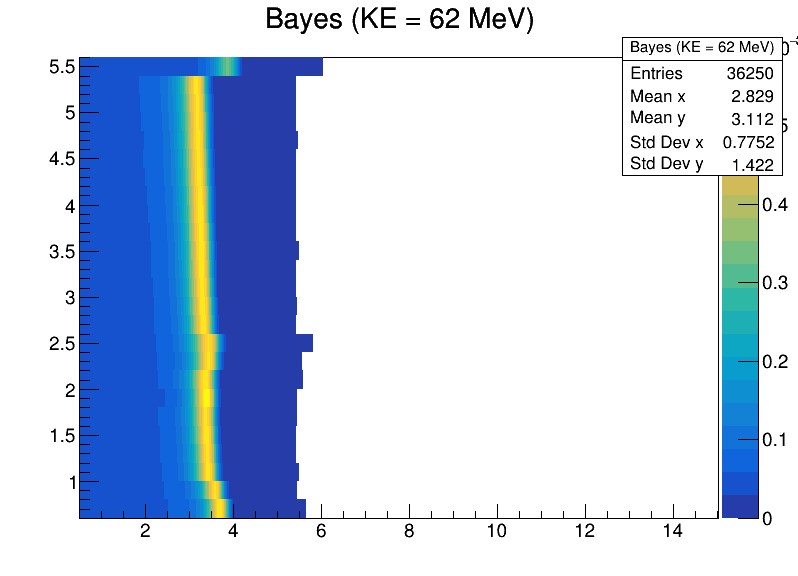 Bayes (KE = 62 MeV)
Bayes (KE = 62 MeV)
Entries 36250
Mean x 2.829
Mean y 3.112
Std Dev x 0.7752
Std Dev y 1.422
5.5
5
4.5
4
3.5
3
2.5
2
1.5
1
2 4 6 8 10 12 14
0.4
0.3
0.2
0.1
0